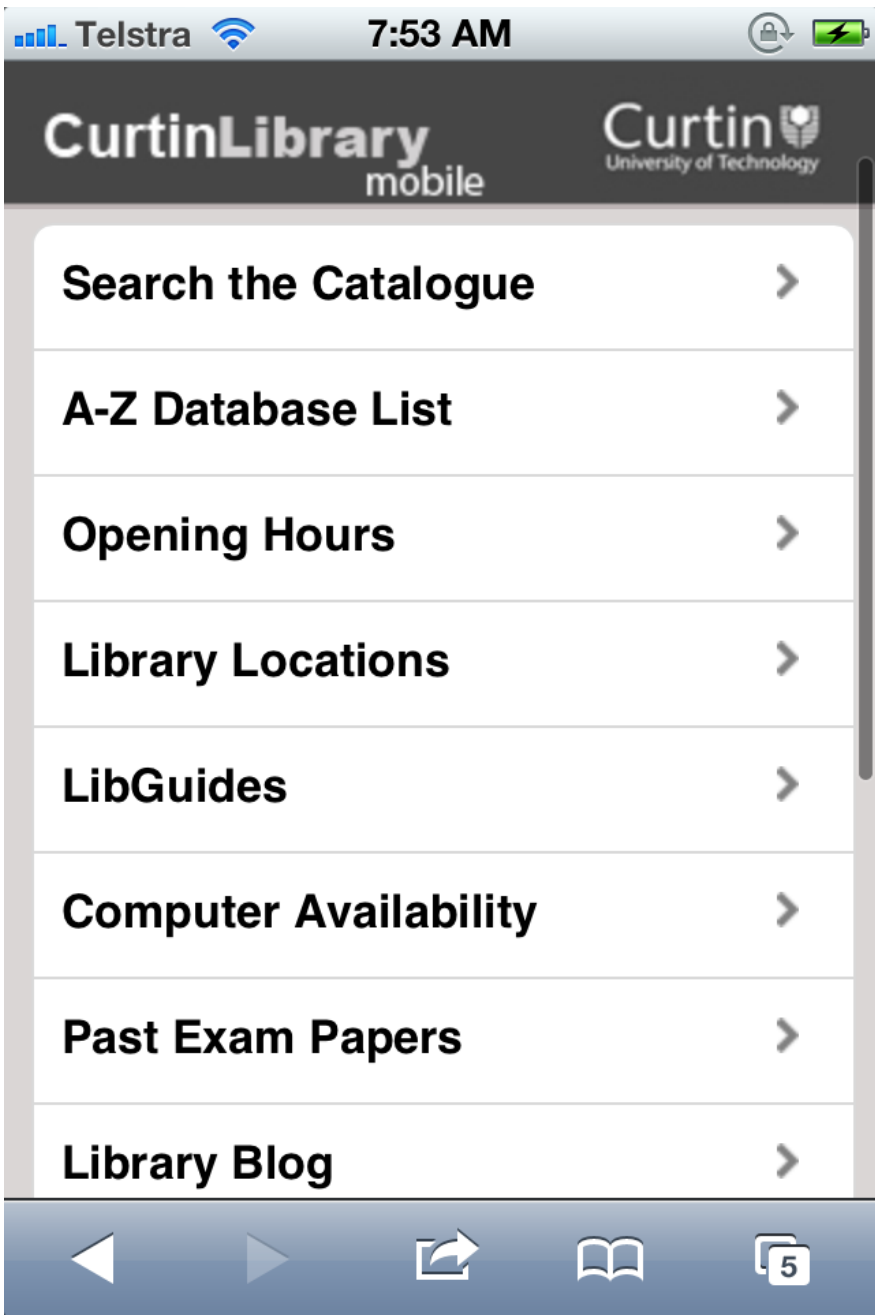 Telstra 7:53 AM
CurtinLibrary
mobile
Curtin
University of Technology
Search the Catalogue
A-Z Database List
Opening Hours
Library Locations
LibGuides
Computer Availability
Past Exam Papers
Library Blog
5